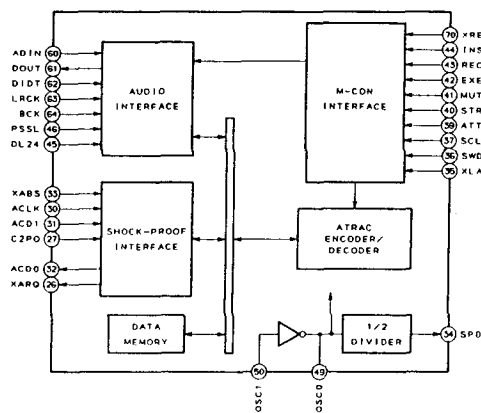 ADIN 60
DOUT 61
DIDT 62
LRCK 63
BCK 64
PSSL 46
DL24 45
AUDIO
INTERFACE
M-CON
INTERFACE
70 XRE
44 INS
43 REC
42 EXE
41 MUT
40 STR
39 ATT
37 SCL
36 SWD
35 XLA
XABS 33
ACLK 30
ACD1 31
C2PO 27
ACD0 32
XARQ 26
SHOCK-PROOF
INTERFACE
ATRAC
ENCODER/
DECODER
DATA
MEMORY
1/2
DIVIDER
34 SPD
50
OSC1
49
OSCO